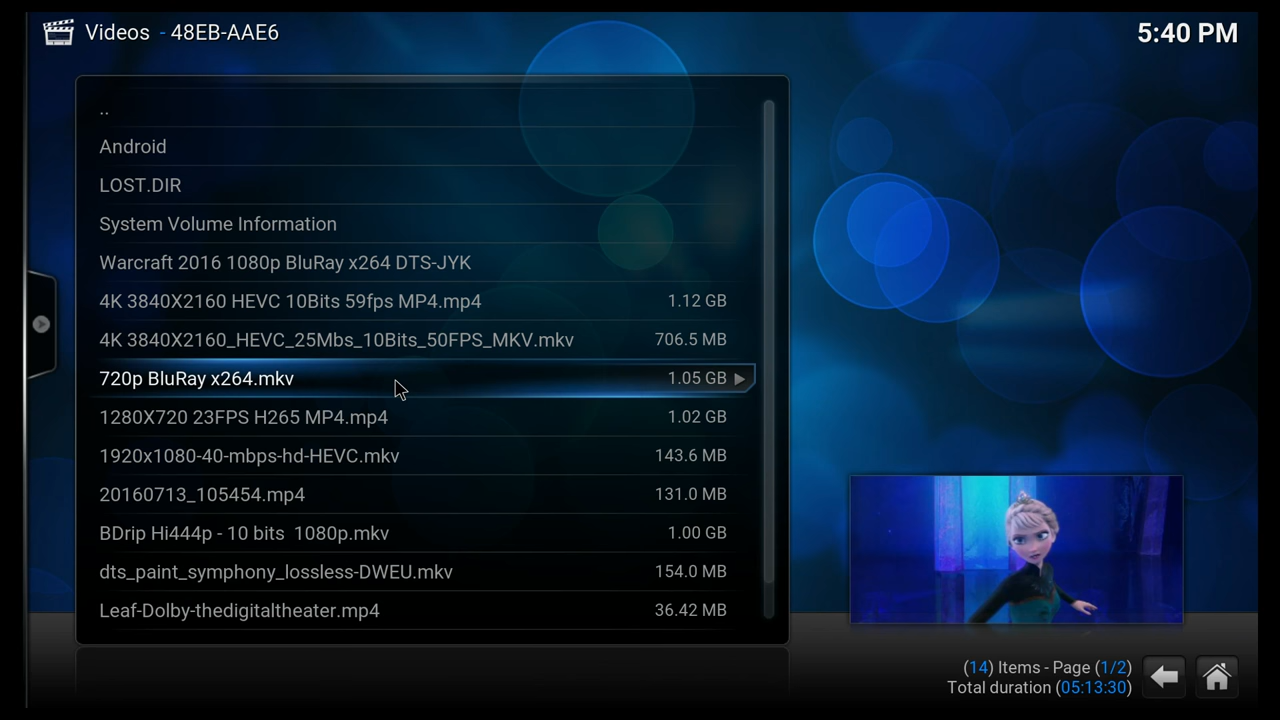 Videos - 48EB-AAE6
5:40 PM
..
Android
LOST.DIR
System Volume Information
Warcraft 2016 1080p BluRay x264 DTS-JYK
4K 3840X2160 HEVC 10Bits 59fps MP4.mp4 1.12 GB
4K 3840X2160_HEVC_25Mbs_10Bits_50FPS_MKV.mkv 706.5 MB
720p BluRay x264.mkv 1.05 GB
1280X720 23FPS H265 MP4.mp4 1.02 GB
1920x1080-40-mbps-hd-HEVC.mkv 143.6 MB
20160713_105454.mp4 131.0 MB
BDrip Hi444p - 10 bits  1080p.mkv 1.00 GB
dts_paint_symphony_lossless-DWEU.mkv 154.0 MB
Leaf-Dolby-thedigitaltheater.mp4 36.42 MB
(14) Items - Page (1/2)
Total duration (05:13:30)